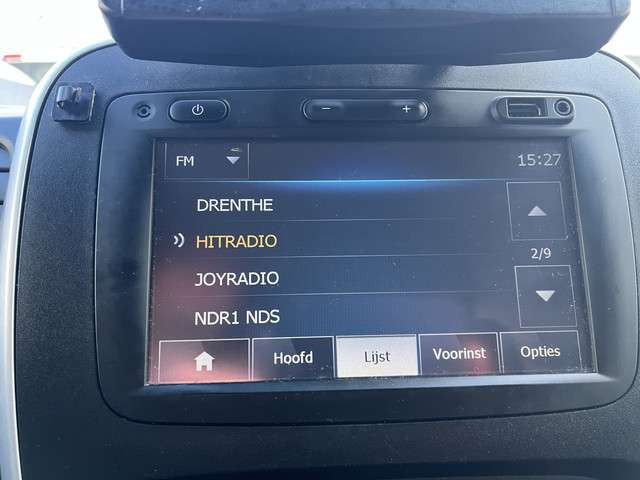 FM
15:27
DRENTHE
HITRADIO
JOYRADIO
2/9
NDR1 NDS
Hoofd
Lijst
Voorinst
Opties